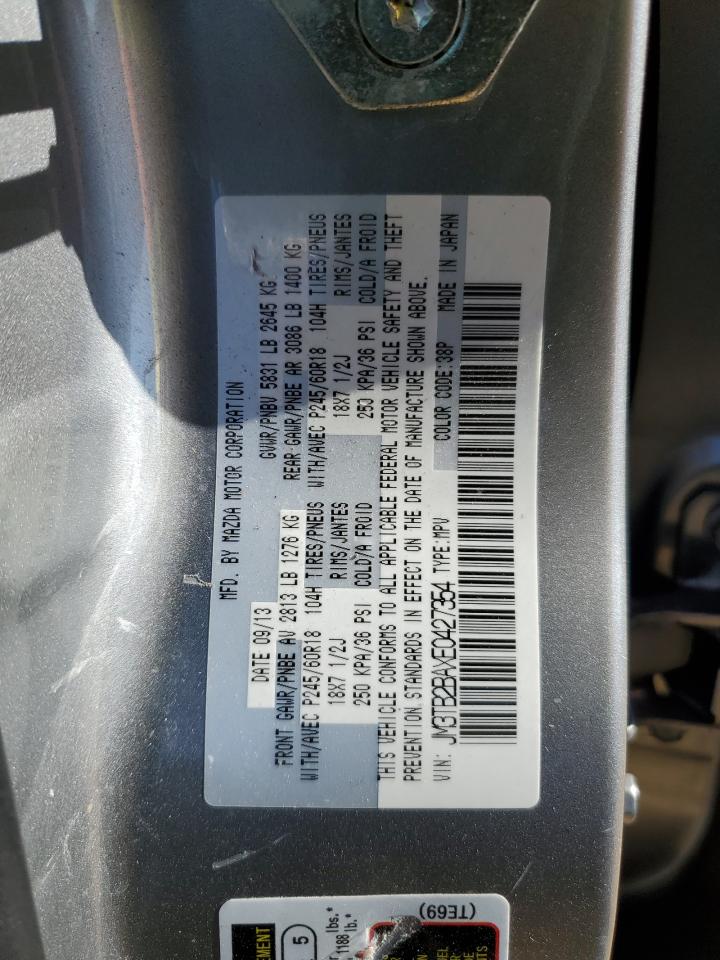 MFD. BY MAZDA MOTOR CORPORATION
DATE 09/13 GVWR/PNBV 5831 LB 2645 KG
FRONT GAWR/PNBE AV 2813 LB 1276 KG REAR GAWR/PNBE AR 3086 LB 1400 KG
WITH/AVEC P245/60R18 104H TIRES/PNEUS WITH/AVEC P245/60R18 104H TIRES/PNEUS
18X7 1/2J RIMS/JANTES 18X7 1/2J RIMS/JANTES
250 KPA/36 PSI COLD/A FROID 250 KPA/36 PSI COLD/A FROID
THIS VEHICLE CONFORMS TO ALL APPLICABLE FEDERAL MOTOR VEHICLE SAFETY AND THEFT
PREVENTION STANDARDS IN EFFECT ON THE DATE OF MANUFACTURE SHOWN ABOVE.
VIN: JM3TB2BAXE0427364 TYPE:MPV COLOR CODE:38P MADE IN JAPAN
5
lbs.*
1188 lb.*
(TE69)